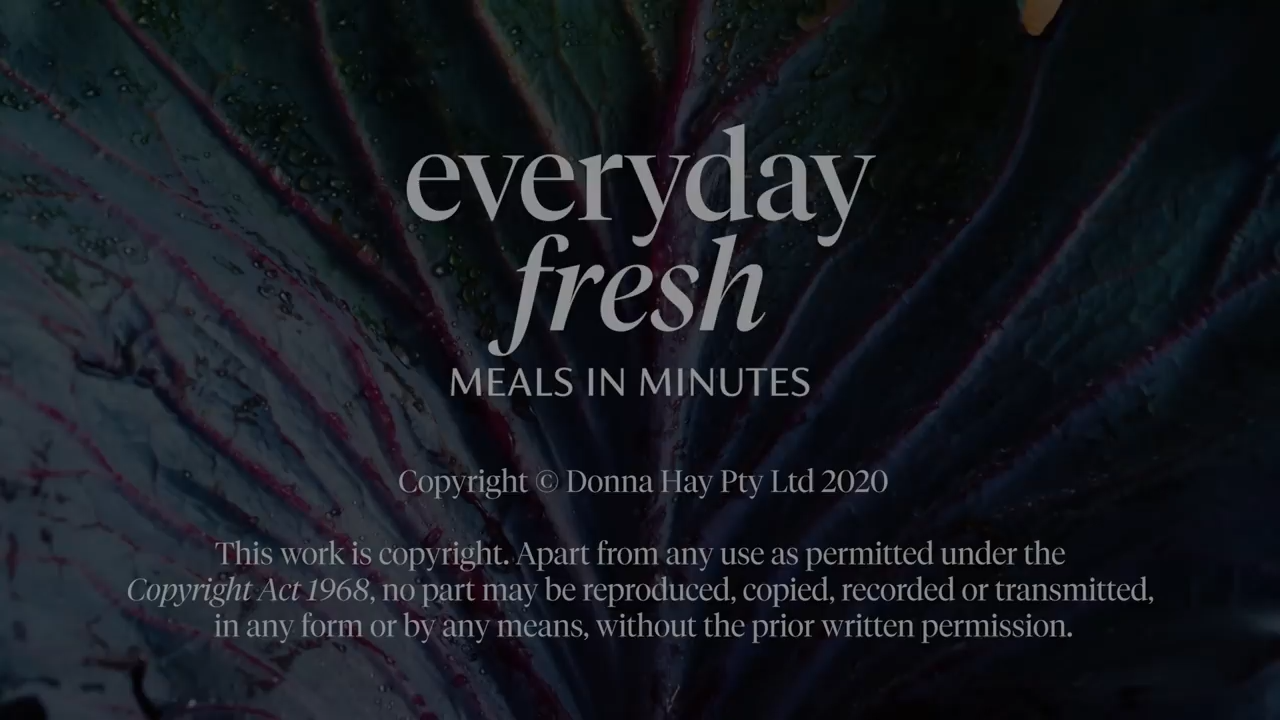 everyday
fresh
MEALS IN MINUTES
Copyright © Donna Hay Pty Ltd 2020
This work is copyright. Apart from any use as permitted under the
Copyright Act 1968, no part may be reproduced, copied, recorded or transmitted,
in any form or by any means, without the prior written permission.